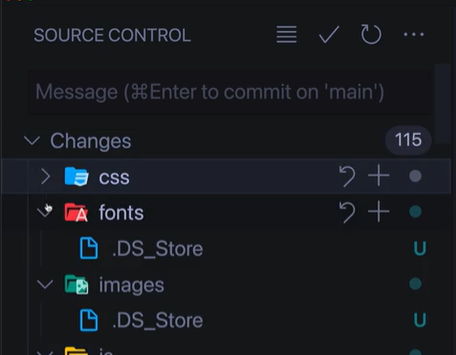 SOURCE CONTROL
Message (⌘Enter to commit on 'main')
Changes 115
css
fonts
.DS_Store U
images
.DS_Store U